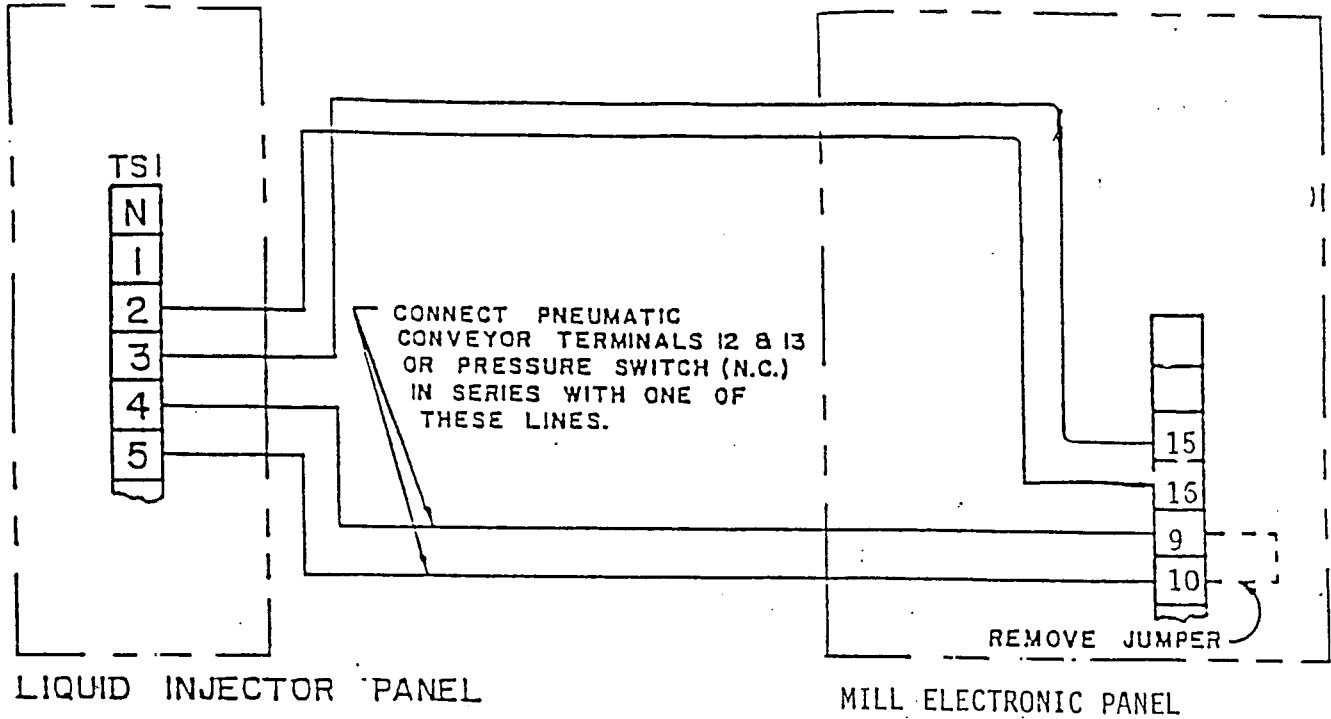 TS1
N
1
2
3
4
5
CONNECT PNEUMATIC
CONVEYOR TERMINALS 12 & 13
OR PRESSURE SWITCH (N.C.)
IN SERIES WITH ONE OF
THESE LINES.
15
16
9
10
REMOVE JUMPER
LIQUID INJECTOR PANEL
MILL ELECTRONIC PANEL